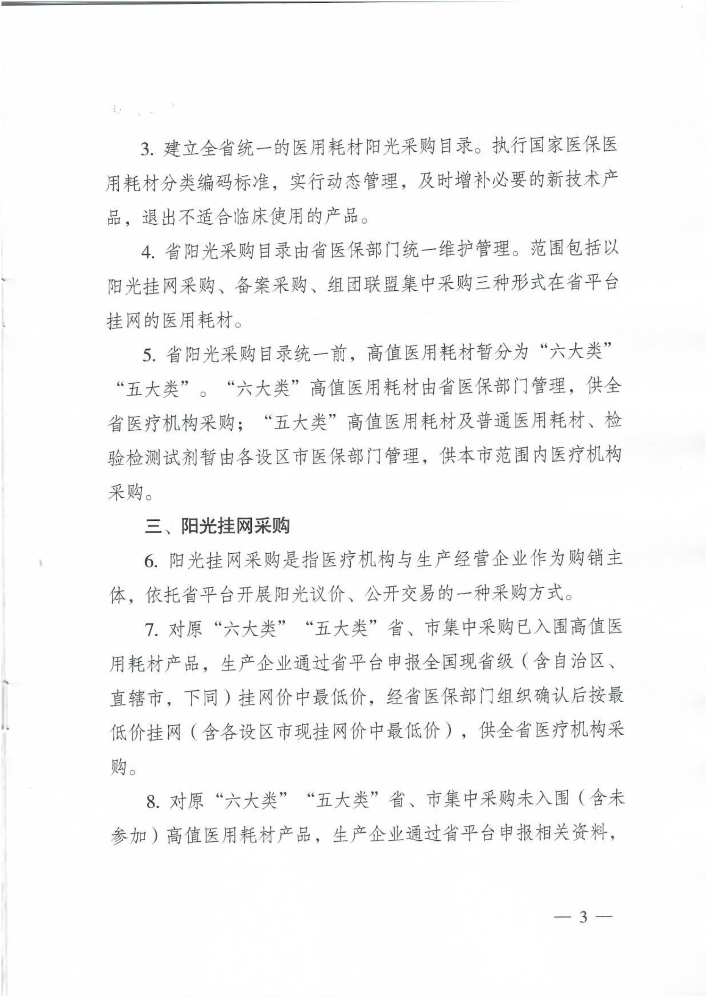 3. 建立全省统一的医用耗材阳光采购目录。执行国家医保医
用耗材分类编码标准，实行动态管理，及时增补必要的新技术产
品，退出不适合临床使用的产品。
4. 省阳光采购目录由省医保部门统一维护管理。范围包括以
阳光挂网采购、备案采购、组团联盟集中采购三种形式在省平台
挂网的医用耗材。
5. 省阳光采购目录统一前，高值医用耗材暂分为“六大类”
“五大类”。“六大类”高值医用耗材由省医保部门管理，供全
省医疗机构采购；“五大类”高值医用耗材及普通医用耗材、检
验检测试剂暂由各设区市医保部门管理，供本市范围内医疗机构
采购。
三、阳光挂网采购
6. 阳光挂网采购是指医疗机构与生产经营企业作为购销主
体，依托省平台开展阳光议价、公开交易的一种采购方式。
7. 对原“六大类”“五大类”省、市集中采购已入围高值医
用耗材产品，生产企业通过省平台申报全国现省级（含自治区、
直辖市，下同）挂网价中最低价，经省医保部门组织确认后按最
低价挂网（含各设区市现挂网价中最低价），供全省医疗机构采
购。
8. 对原“六大类”“五大类”省、市集中采购未入围（含未
参加）高值医用耗材产品，生产企业通过省平台申报相关资料，
— 3 —